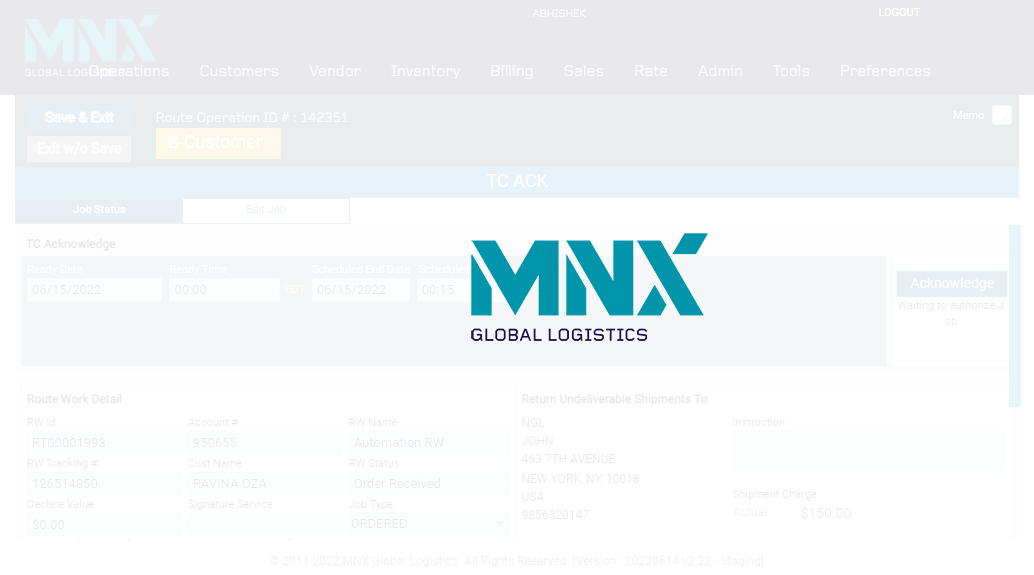 ABHISHEK
LOGOUT
MNX
GLOBAL LOGISTICS
Operations Customers Vendor Inventory Billing Sales Rate Admin Tools Preferences
Save & Exit
Route Operation ID # : 142351
Memo
Exit w/o Save
ß-Customer
TC ACK
Job Status
Edit Job
TC Acknowledge
Ready Date Ready Time Scheduled End Date Scheduled
06/15/2022 00:00 EDT 06/15/2022 00:15
Acknowledge
Waiting to authorize J
ob
MNX
GLOBAL LOGISTICS
Route Work Detail
RW Id Account # RW Name
RT00001993 950655 Automation RW
RW Tracking # Cust Name RW Status
126514850 RAVINA OZA Order Received
Declare Value Signature Service Job Type
$0.00 ORDERED
Return Undeliverable Shipments To
NGL
JOHN
463 7TH AVENUE
NEW YORK, NY, 10018
USA
9856320147
Instruction
Shipment Charge
Actual $150.00
© 2011-2022 MNX Global Logistics. All Rights Reserved. [Version : 20220614 v2.22 - Staging]